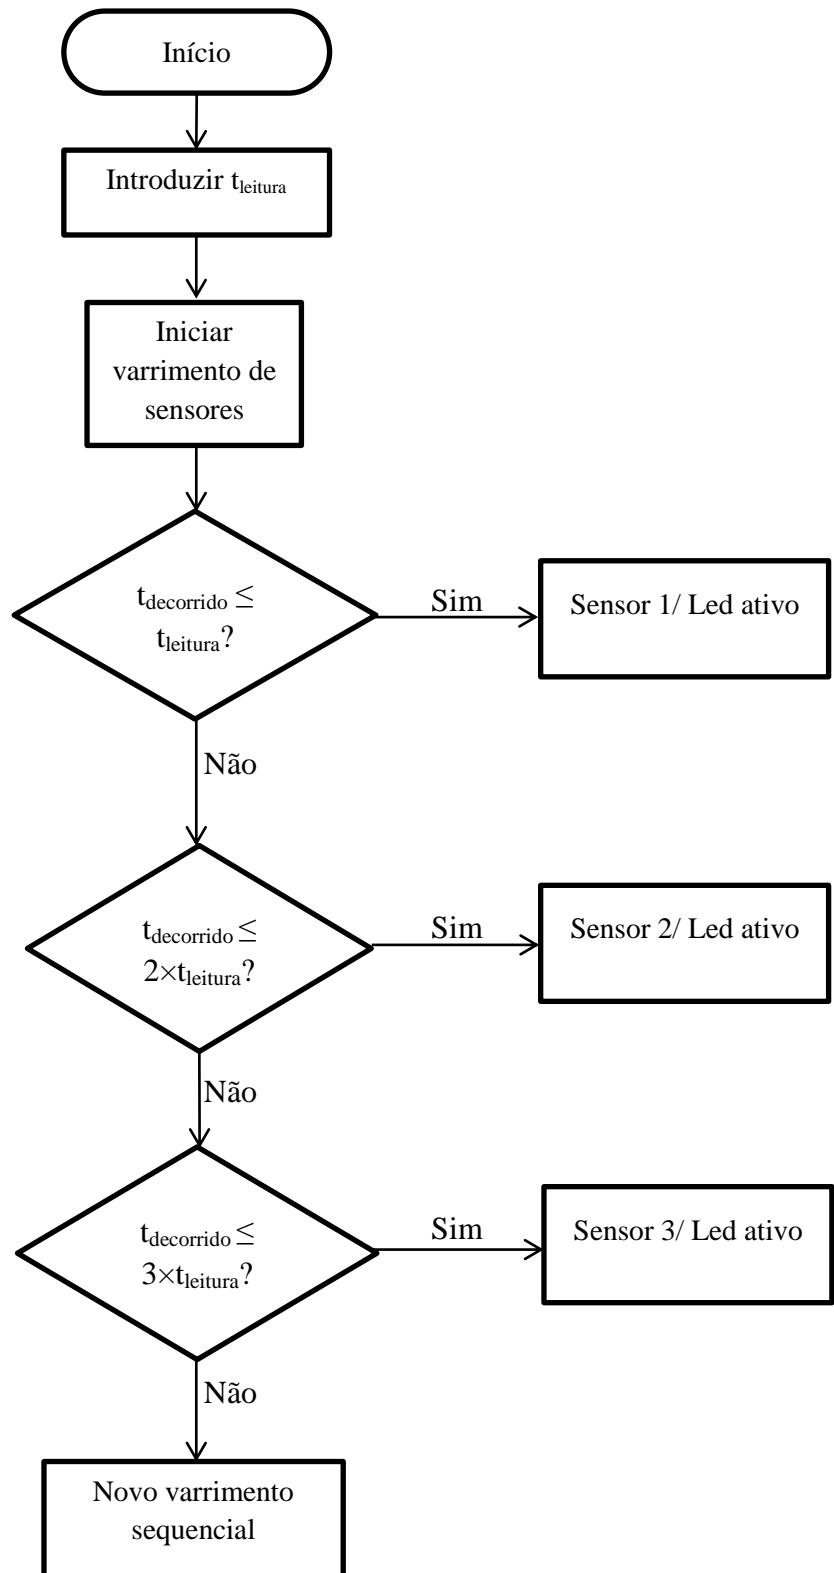 Início
Introduzir tleitura
Iniciar
varrimento de
sensores
tdecorrido ≤
tleitura?
Sim
Sensor 1/ Led ativo
Não
tdecorrido ≤
2×tleitura?
Sim
Sensor 2/ Led ativo
Não
tdecorrido ≤
3×tleitura?
Sim
Sensor 3/ Led ativo
Não
Novo varrimento
sequencial